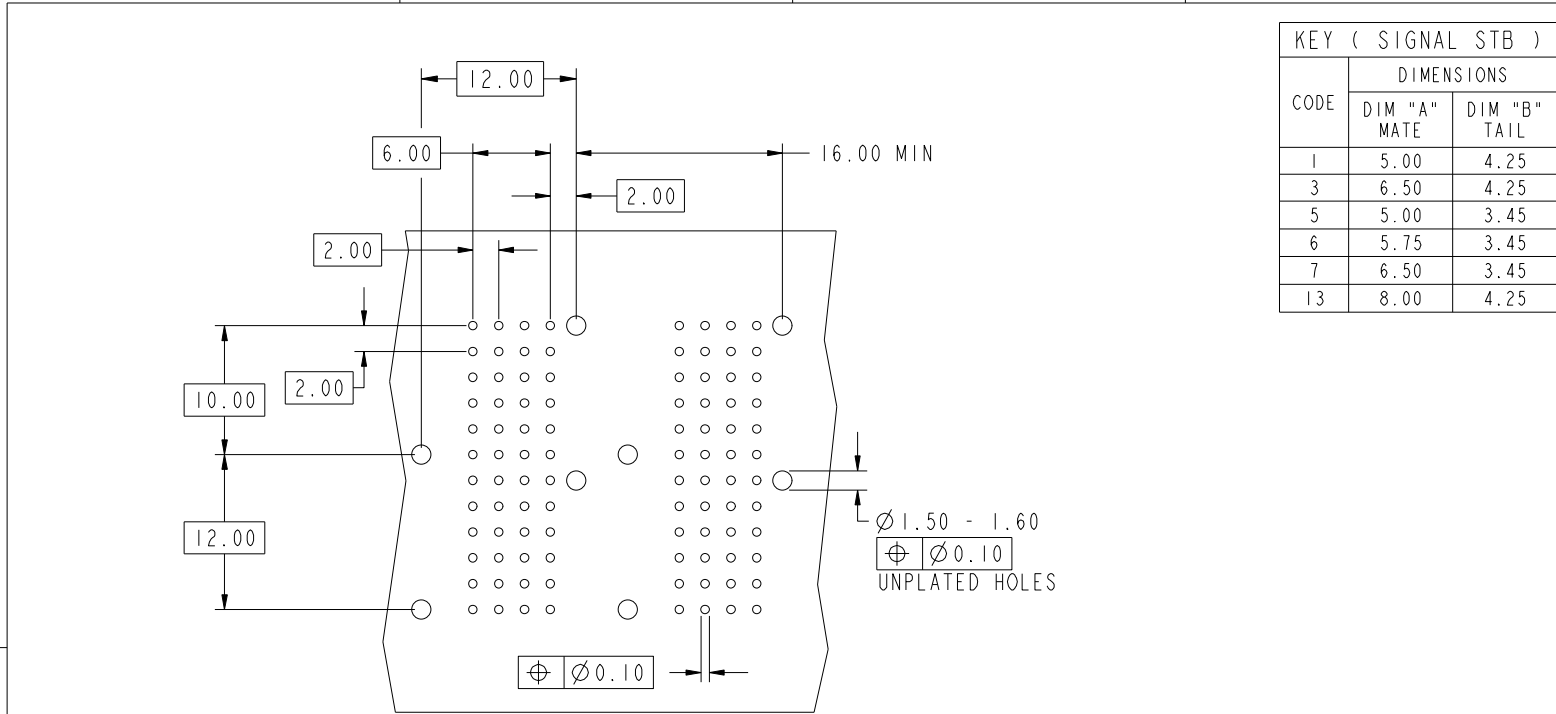 12.00
6.00
16.00 MIN
2.00
2.00
2.00
10.00
12.00
Ø1.50 - 1.60
⌖ Ø0.10
UNPLATED HOLES
⌖ Ø0.10
KEY ( SIGNAL STB )
CODE
DIMENSIONS
DIM "A" MATE
DIM "B" TAIL
1 5.00 4.25
3 6.50 4.25
5 5.00 3.45
6 5.75 3.45
7 6.50 3.45
13 8.00 4.25